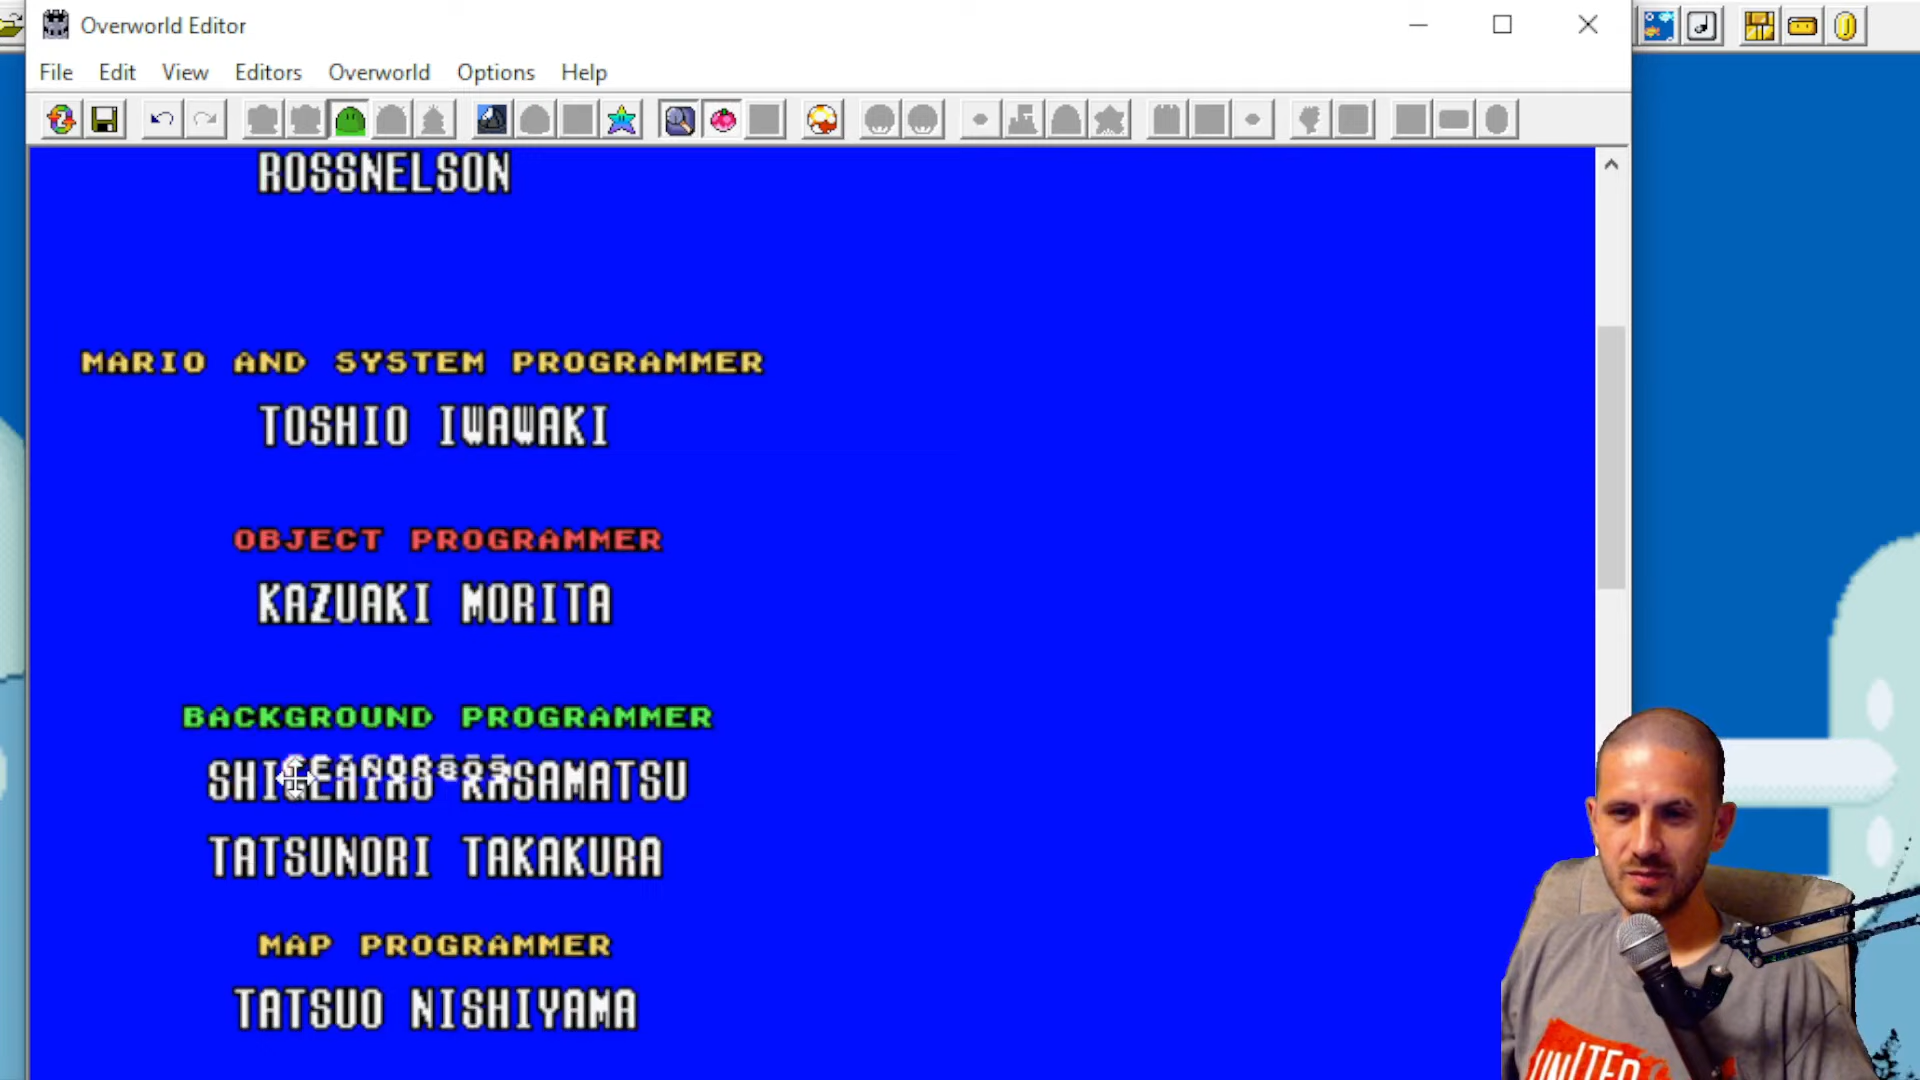 Overworld Editor
File Edit View Editors Overworld Options Help
ROSSNELSON
MARIO AND SYSTEM PROGRAMMER
TOSHIO IWAWAKI
OBJECT PROGRAMMER
KAZUAKI MORITA
BACKGROUND PROGRAMMER
TATSUNORI TAKAKURA
MAP PROGRAMMER
TATSUO NISHIYAMA
UNITED